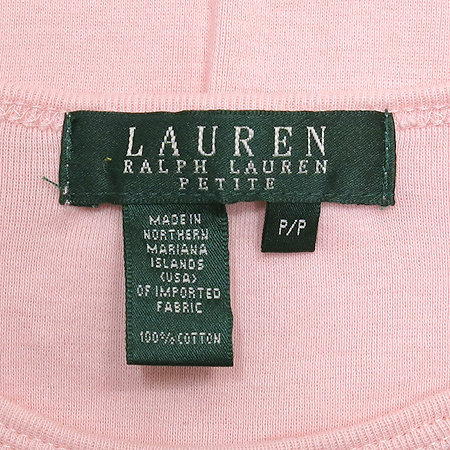 LAUREN
RALPH LAUREN
PETITE
P/P
MADE IN
NORTHERN
MARIANA
ISLANDS
(USA)
OF IMPORTED
FABRIC
100% COTTON